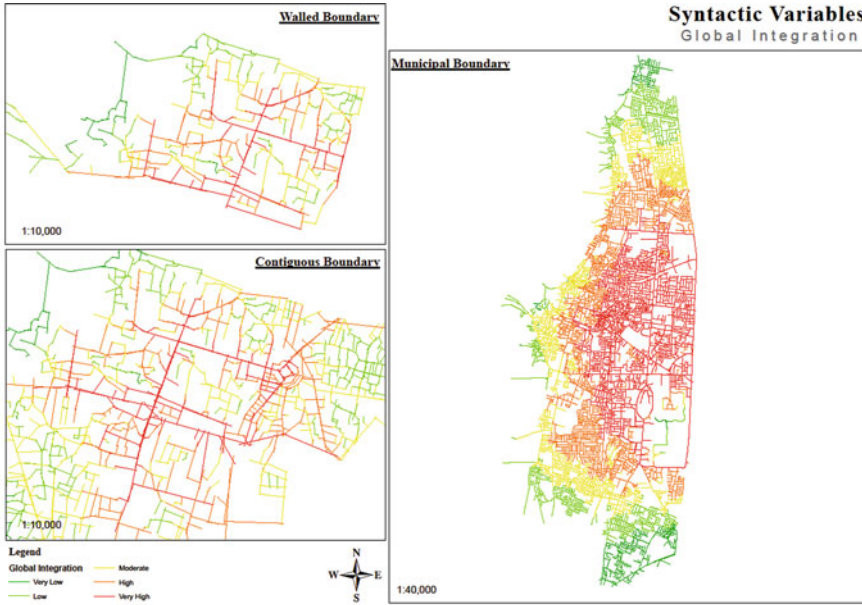 Syntactic Variables
Global Integration
Walled Boundary
1:10,000
Contiguous Boundary
1:10,000
Municipal Boundary
1:40,000
Legend
Global Integration
Very Low
Low
Moderate
High
Very High
N
W E
S